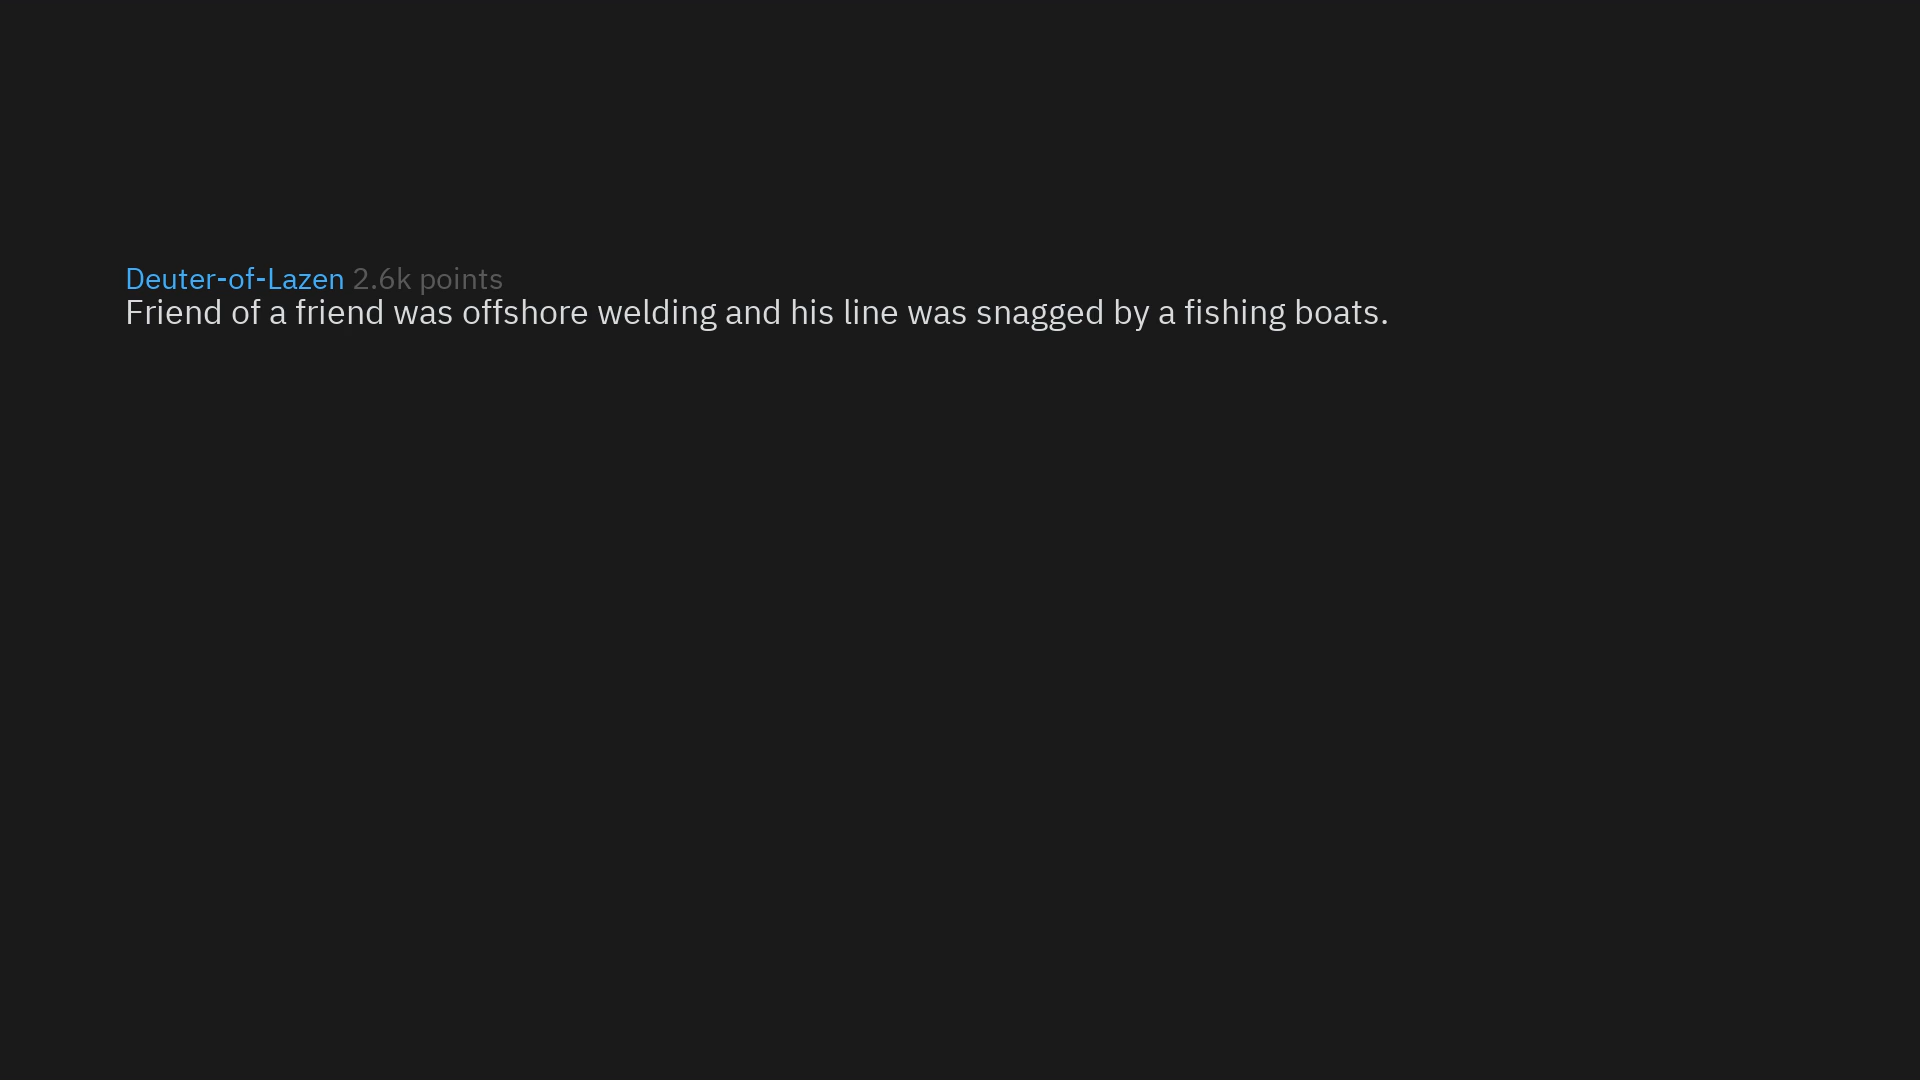 Deuter-of-Lazen 2.6k points
Friend of a friend was offshore welding and his line was snagged by a fishing boats.